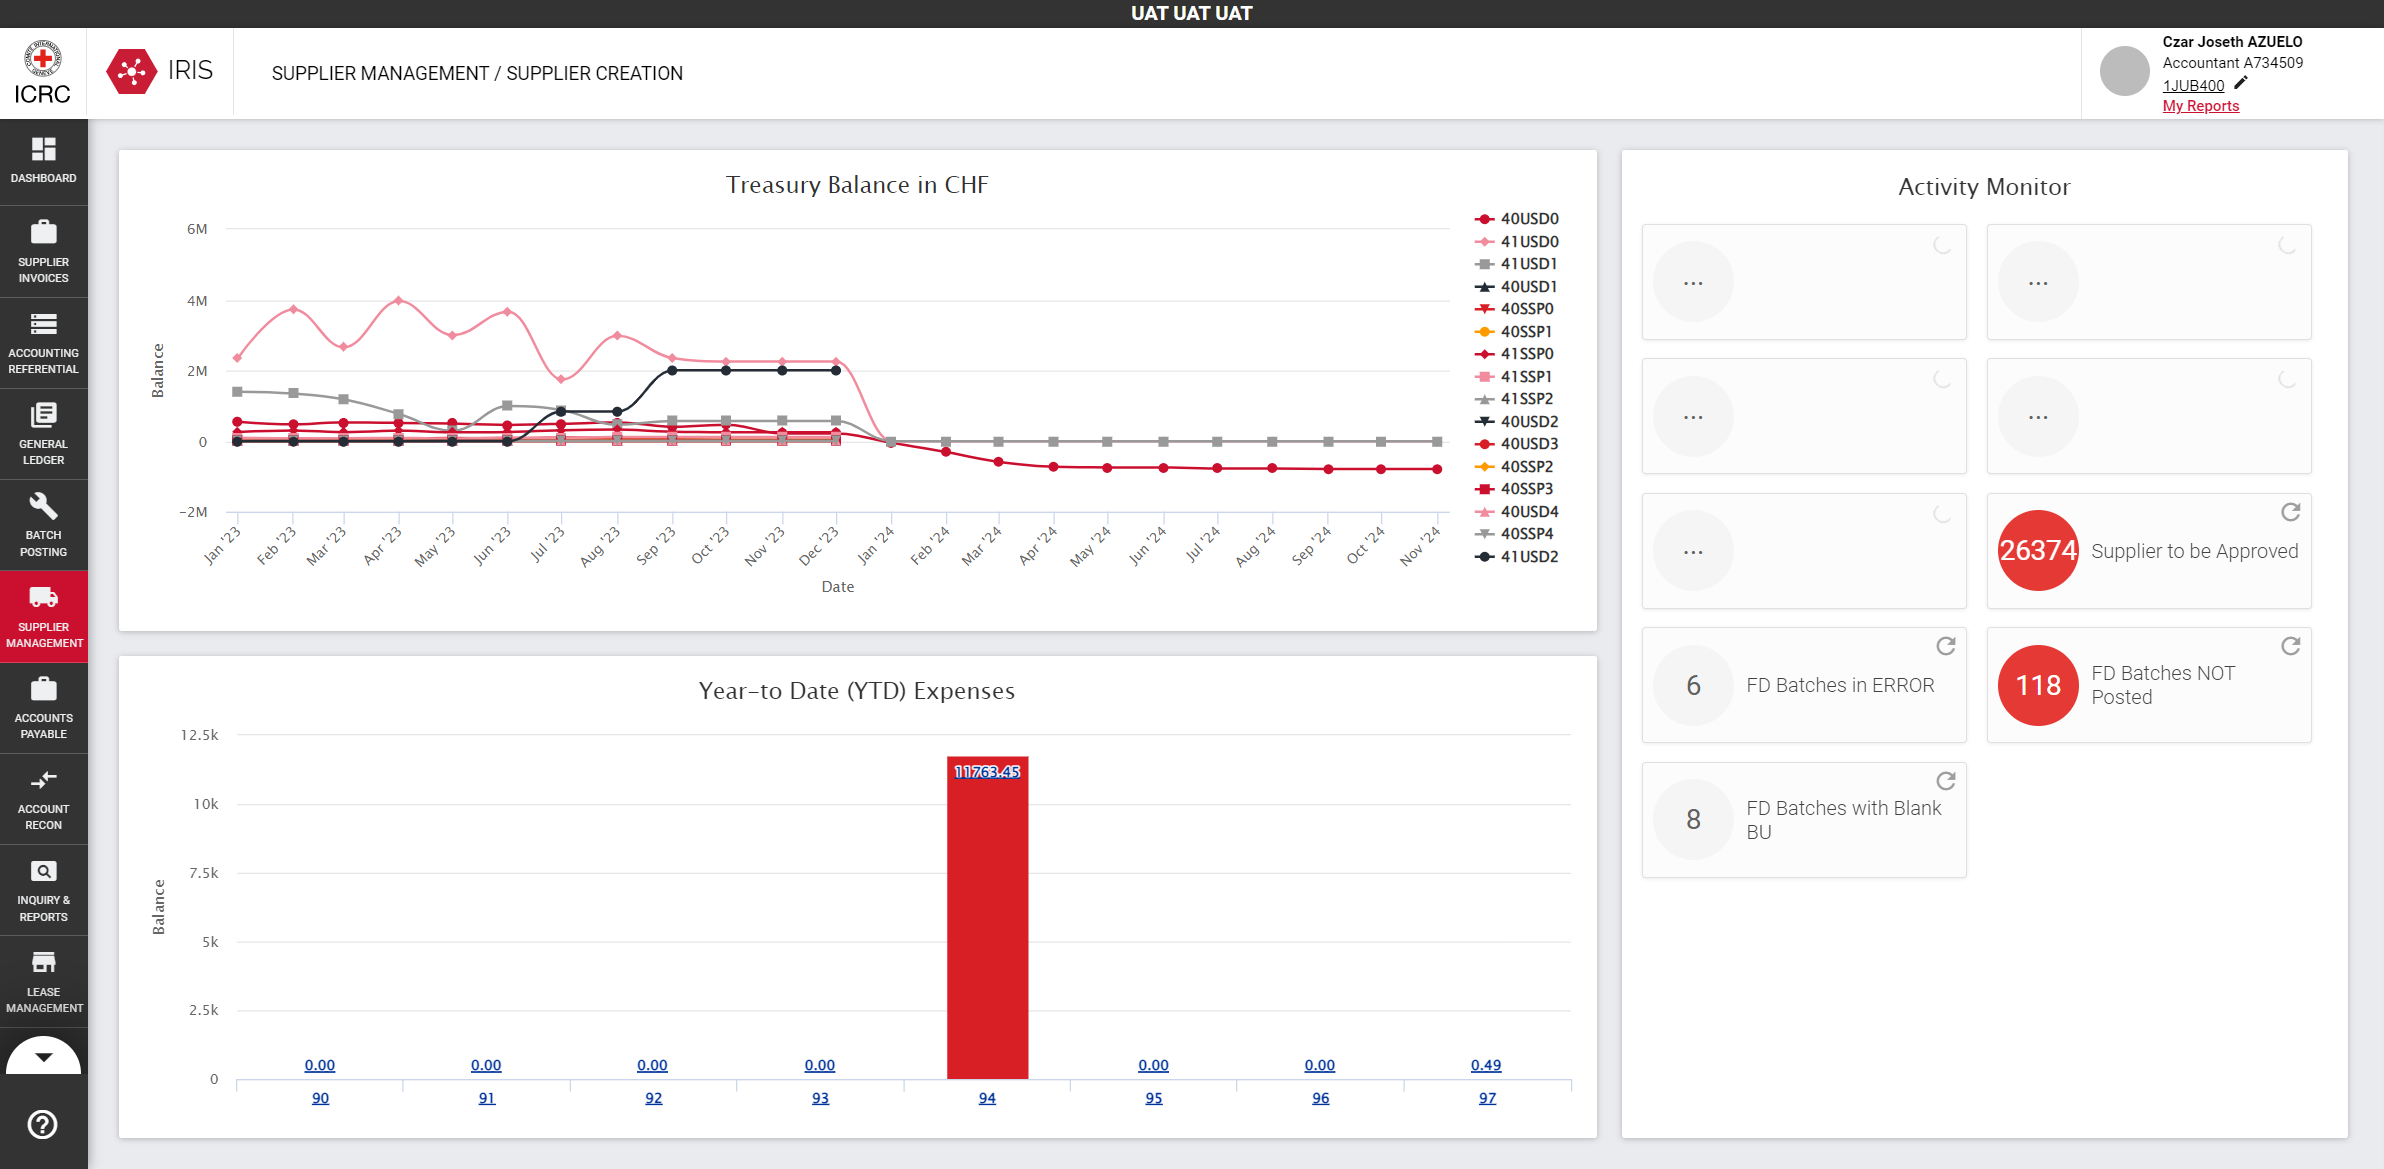 UAT UAT UAT
ICRC
IRIS
SUPPLIER MANAGEMENT / SUPPLIER CREATION
Czar Joseth AZUELO
Accountant A734509
1JUB400
My Reports
DASHBOARD
SUPPLIER
INVOICES
ACCOUNTING
REFERENTIAL
GENERAL
LEDGER
BATCH
POSTING
SUPPLIER
MANAGEMENT
ACCOUNTS
PAYABLE
ACCOUNT
RECON
INQUIRY &
REPORTS
LEASE
MANAGEMENT
Treasury Balance in CHF
Balance
6M
4M
2M
0
-2M
Jan '23
Feb '23
Mar '23
Apr '23
May '23
Jun '23
Jul '23
Aug '23
Sep '23
Oct '23
Nov '23
Dec '23
Jan '24
Feb '24
Mar '24
Apr '24
May '24
Jun '24
Jul '24
Aug '24
Sep '24
Oct '24
Nov '24
Date
40USD0
41USD0
41USD1
40USD1
40SSP0
40SSP1
41SSP0
41SSP1
41SSP2
40USD2
40USD3
40SSP2
40SSP3
40USD4
40SSP4
41USD2
Year-to Date (YTD) Expenses
Balance
12.5k
10k
7.5k
5k
2.5k
0
0.00
0.00
0.00
0.00
11763.45
0.00
0.00
0.49
90
91
92
93
94
95
96
97
Activity Monitor
...
...
...
...
...
26374
Supplier to be Approved
6
FD Batches in ERROR
118
FD Batches NOT
Posted
8
FD Batches with Blank
BU